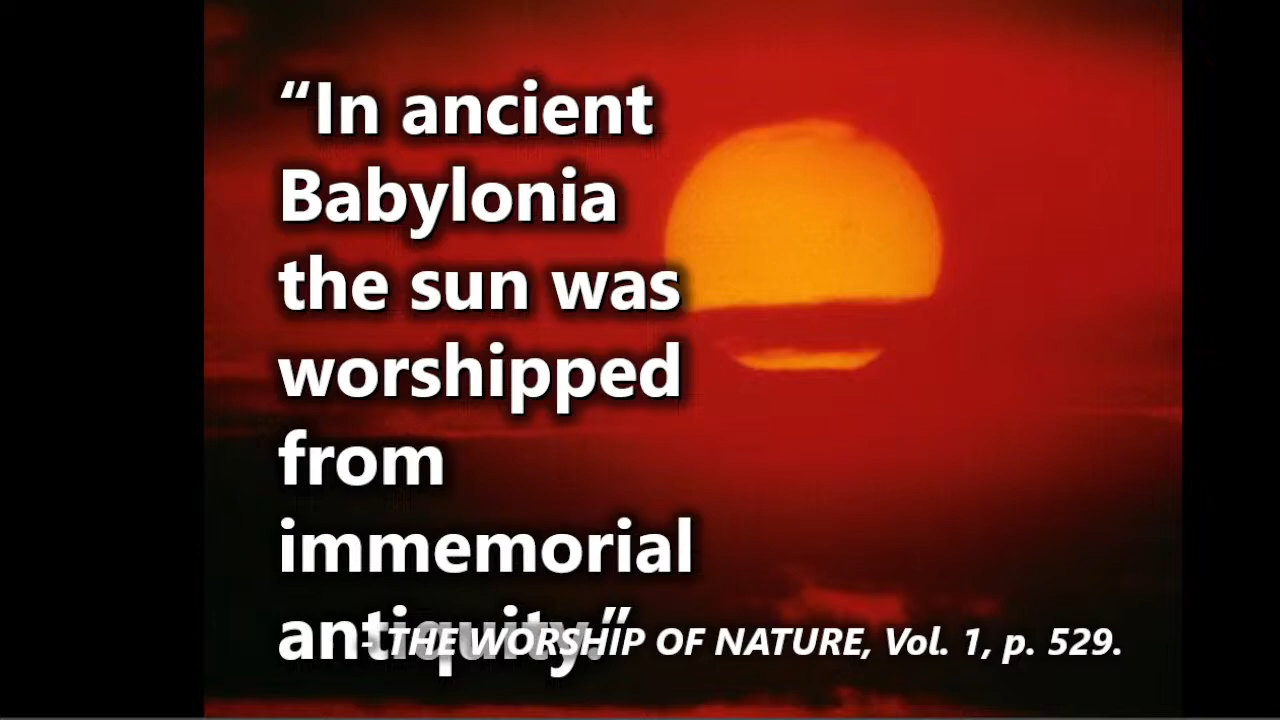 “In ancient
Babylonia
the sun was
worshipped
from
immemorial
antiquity.”
- THE WORSHIP OF NATURE, Vol. 1, p. 529.